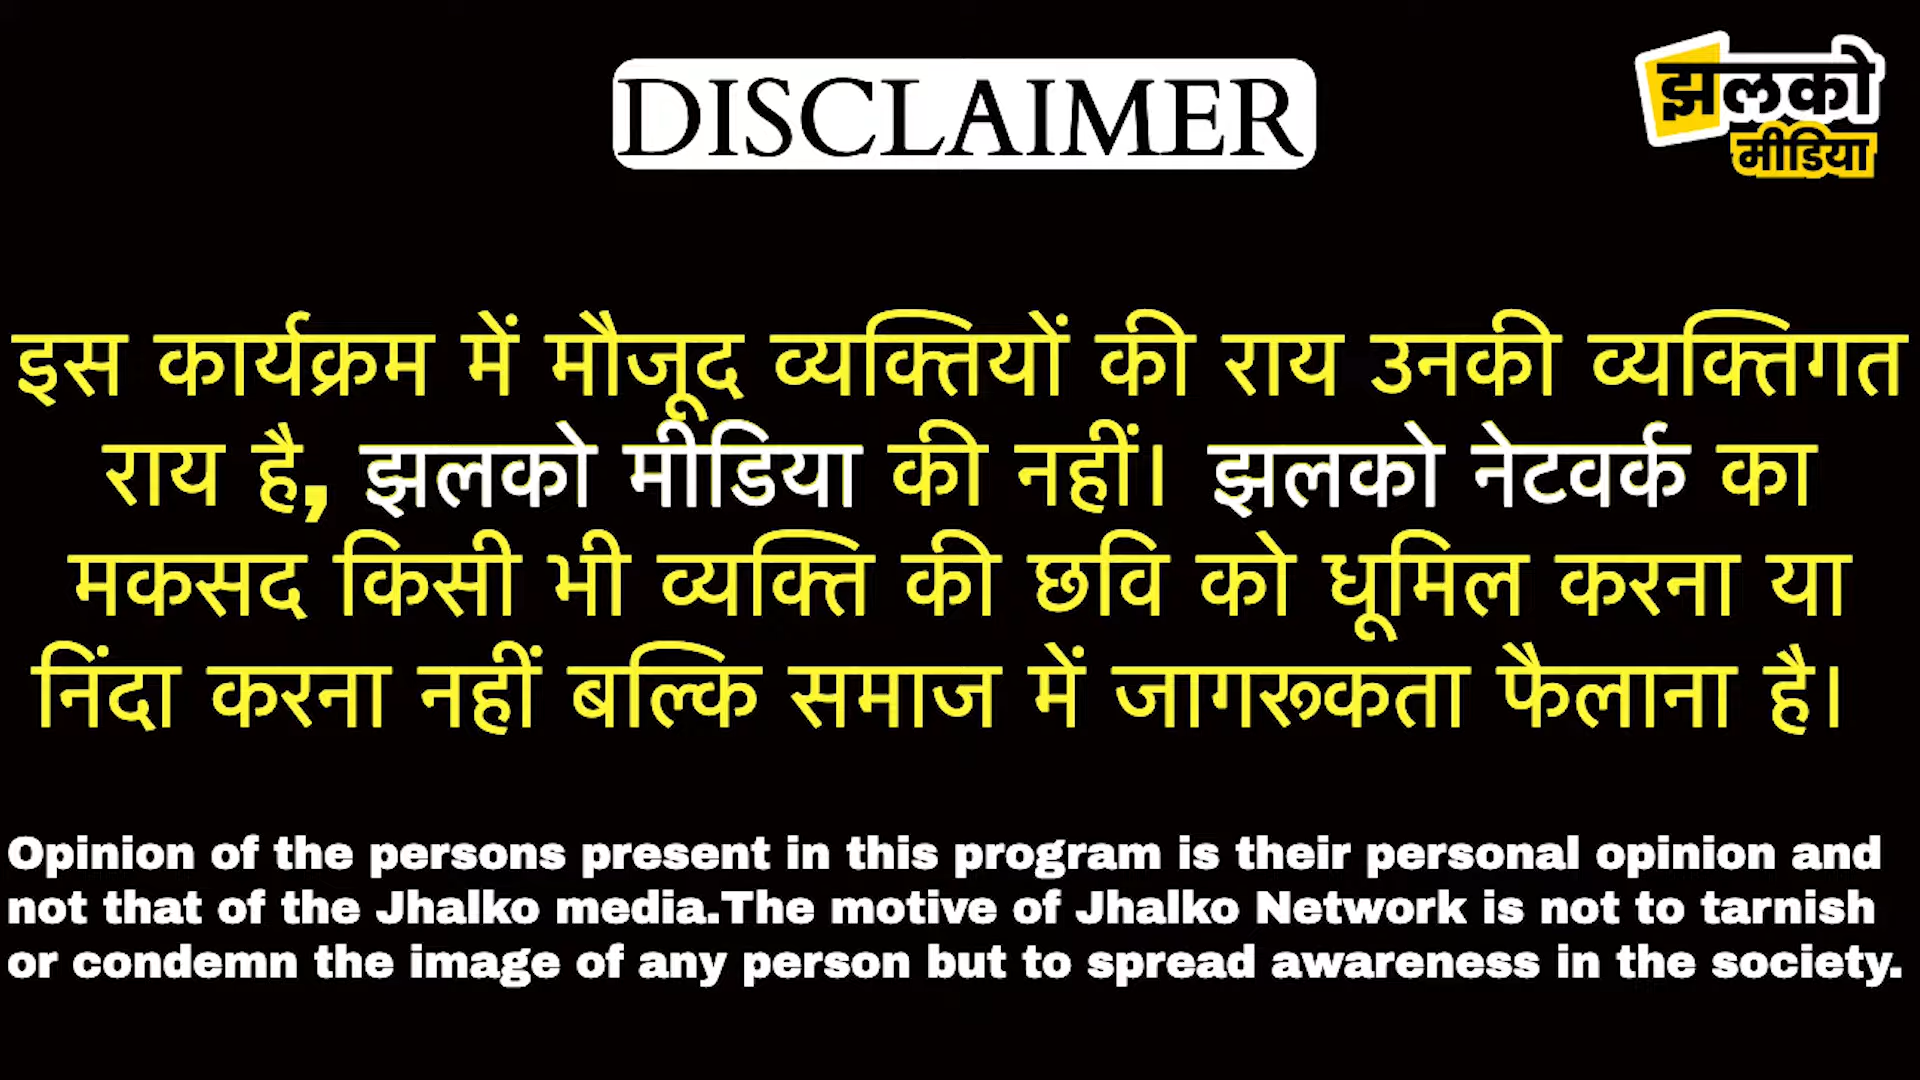 DISCLAIMER
झलको
मीडिया
इस कार्यक्रम में मौजूद व्यक्तियों की राय उनकी व्यक्तिगत
राय है, झलको मीडिया की नहीं। झलको नेटवर्क का
मकसद किसी भी व्यक्ति की छवि को धूमिल करना या
निंदा करना नहीं बल्कि समाज में जागरूकता फैलाना है।
Opinion of the persons present in this program is their personal opinion and
not that of the Jhalko media.The motive of Jhalko Network is not to tarnish
or condemn the image of any person but to spread awareness in the society.